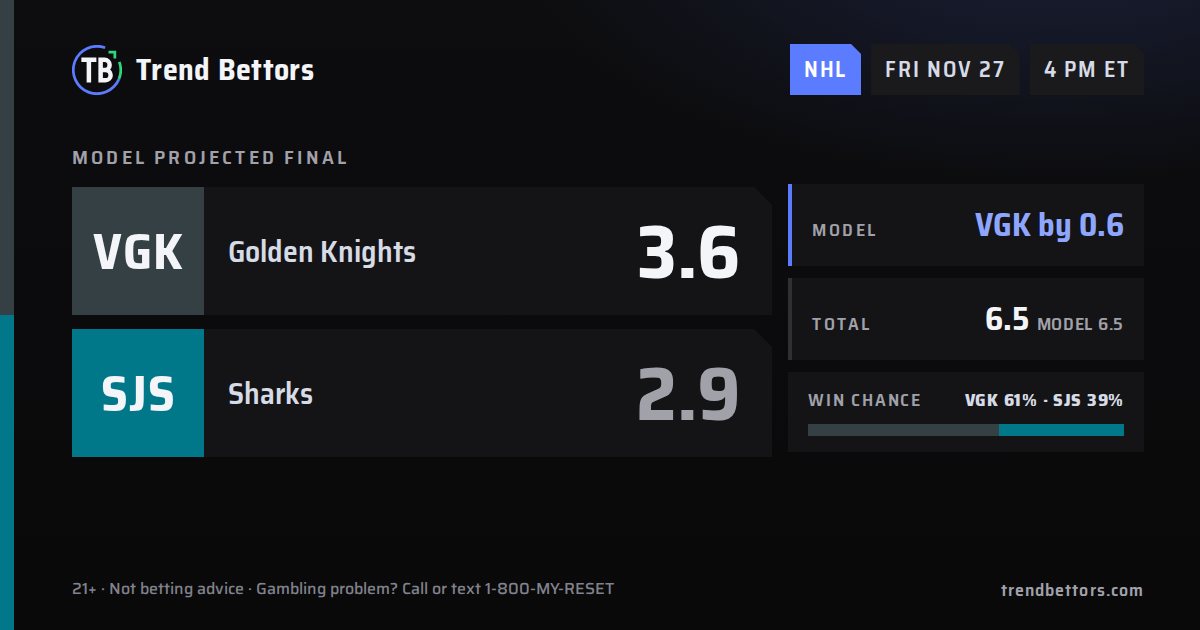 TB Trend Bettors
NHL FRI NOV 27 4 PM ET
MODEL PROJECTED FINAL
VGK Golden Knights 3.6
SJS Sharks 2.9
MODEL VGK by 0.6
TOTAL 6.5 MODEL 6.5
WIN CHANCE VGK 61% · SJS 39%
21+ · Not betting advice · Gambling problem? Call or text 1-800-MY-RESET
trendbettors.com